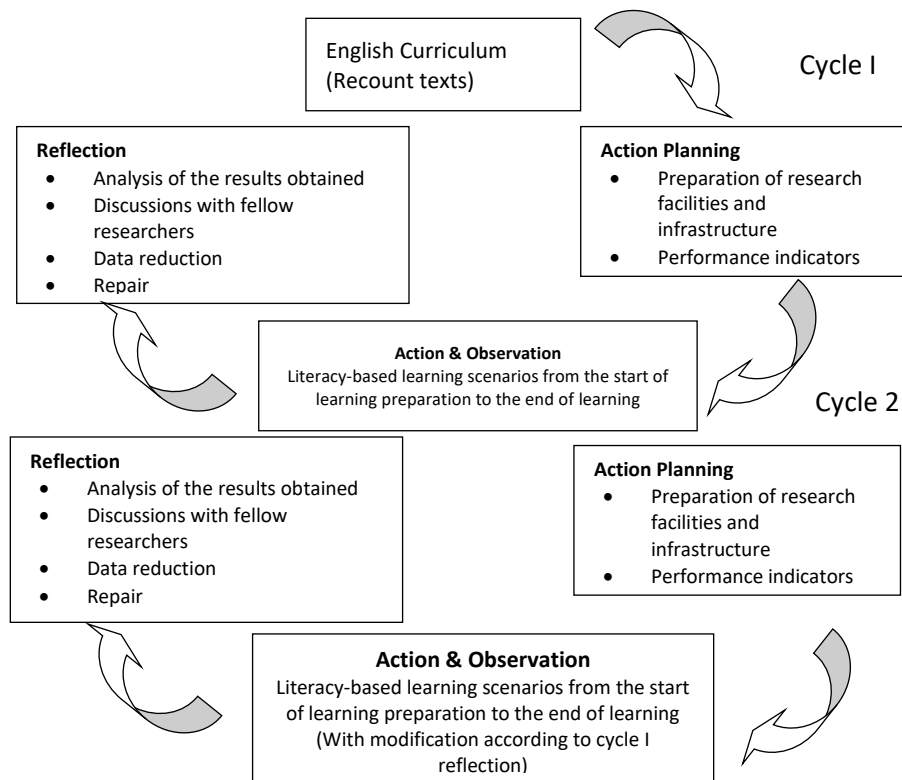 English Curriculum
(Recount texts)
Cycle I
Reflection
• Analysis of the results obtained
• Discussions with fellow
researchers
• Data reduction
• Repair
Action Planning
• Preparation of research
facilities and
infrastructure
• Performance indicators
Action & Observation
Literacy-based learning scenarios from the start of
learning preparation to the end of learning
Cycle 2
Reflection
• Analysis of the results obtained
• Discussions with fellow
researchers
• Data reduction
• Repair
Action Planning
• Preparation of research
facilities and
infrastructure
• Performance indicators
Action & Observation
Literacy-based learning scenarios from the start
of learning preparation to the end of learning
(With modification according to cycle I
reflection)